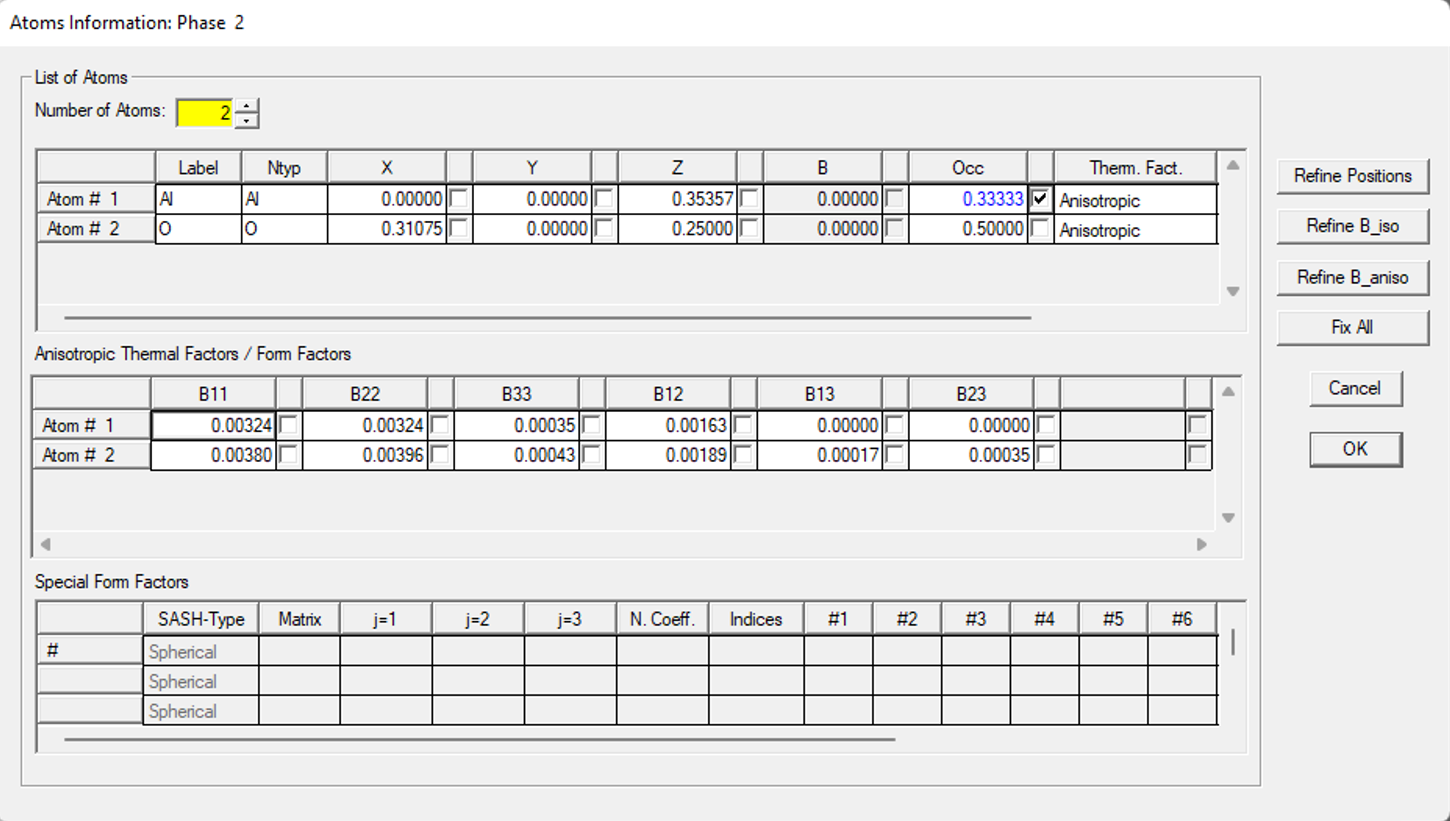 Atoms Information: Phase 2
List of Atoms
Number of Atoms: 2
Label Ntyp X Y Z B Occ Therm. Fact.
Atom # 1 Al Al 0.00000 0.00000 0.35357 0.00000 0.33333 Anisotropic
Atom # 2 O O 0.31075 0.00000 0.25000 0.00000 0.50000 Anisotropic
Refine Positions
Refine B_iso
Refine B_aniso
Fix All
Cancel
OK
Anisotropic Thermal Factors / Form Factors
B11 B22 B33 B12 B13 B23
Atom # 1 0.00324 0.00324 0.00035 0.00163 0.00000 0.00000
Atom # 2 0.00380 0.00396 0.00043 0.00189 0.00017 0.00035
Special Form Factors
SASH-Type Matrix j=1 j=2 j=3 N. Coeff. Indices #1 #2 #3 #4 #5 #6
# Spherical
Spherical
Spherical